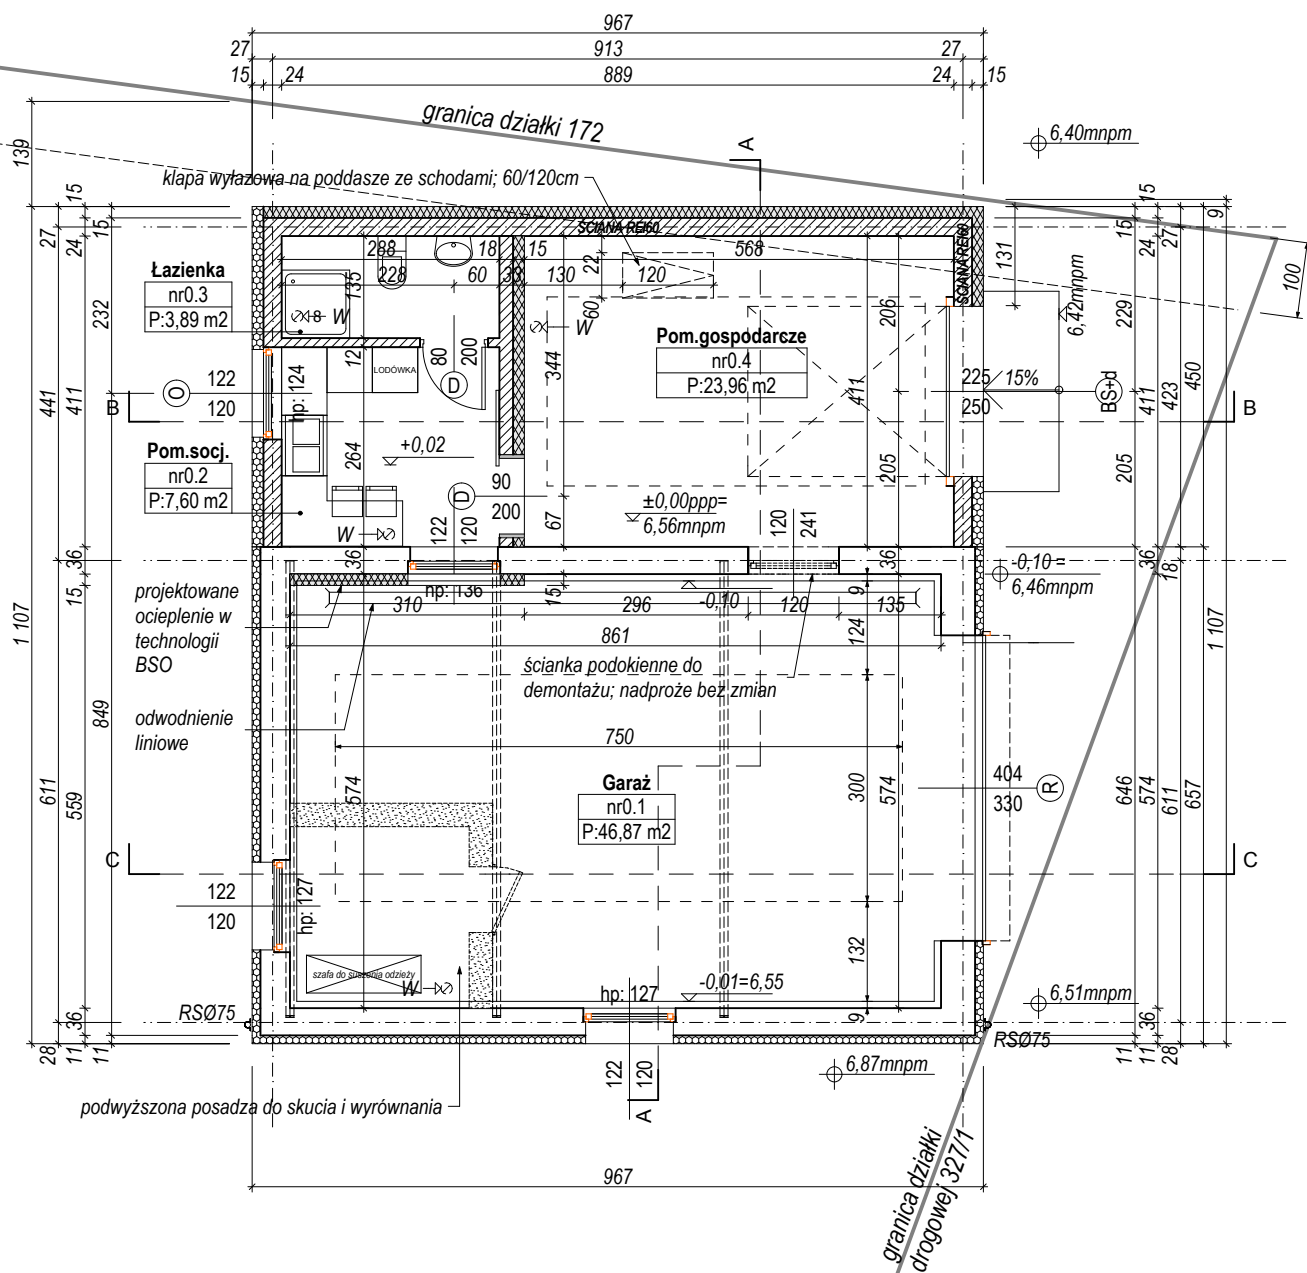 967
27
913
27
15
24
889
24
15
granica działki 172
A
6,40mnpm
139
klapa wyłazowa na poddasze ze schodami; 60/120cm
15
15
9
27
24
15
ŚCIANA REI60
ŚCIANA REI60
15
24
27
131
100
288
18
15
568
228
60
33
130
22
120
60
135
Łazienka
nr0.3
P:3,89 m2
8
W
W
Pom.gospodarcze
nr0.4
P:23,96 m2
206
6,42mnpm
229
232
12
80
200
344
LODÓWKA
D
411
441
411
122
120
O
hp: 124
225
250
15%
BS+d
411
423
450
B
B
Pom.socj.
nr0.2
P:7,60 m2
264
+0,02
D
90
200
205
205
67
±0,00ppp=
6,56mnpm
W
122
120
120
241
36
36
36
36
18
-0,10 =
6,46mnpm
15
projektowane
ocieplenie w
technologii
BSO
hp: 136
15
-0,10
9
310
296
120
135
861
124
1 107
1 107
ścianka podokienne do
demontażu; nadproże bez zmian
odwodnienie
liniowe
849
750
611
559
574
Garaż
nr0.1
P:46,87 m2
300
574
404
330
R
646
574
611
657
C
C
122
120
hp: 127
132
szafa do suszenia odzieży
W
hp: 127
-0,01=6,55
6,51mnpm
RSØ75
RSØ75
9
36
36
28
11
11
11
11
28
122
120
A
6,87mnpm
podwyższona posadza do skucia i wyrównania
967
granica działki
drogowej 327/1